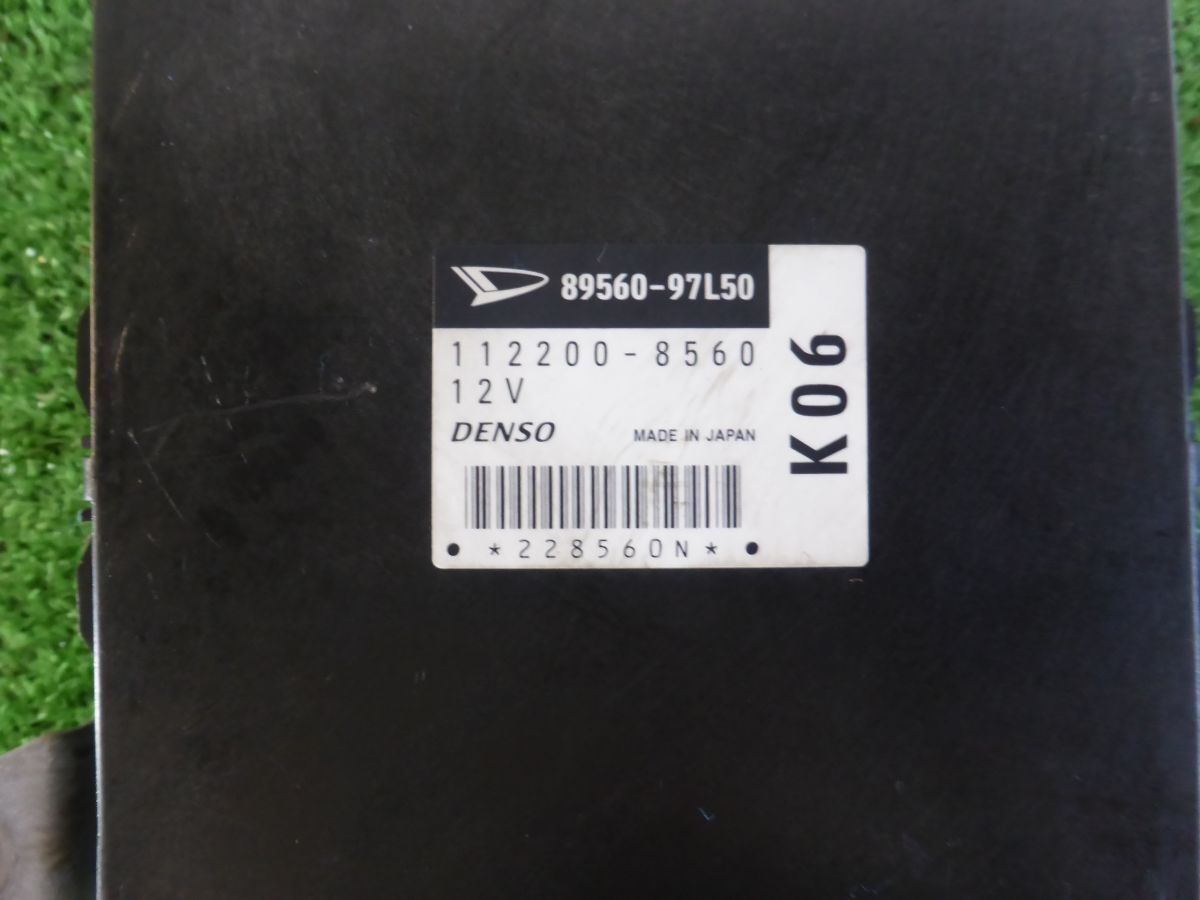 89560-97L50
112200-8560
12V
DENSO MADE IN JAPAN
*228560N*
K06